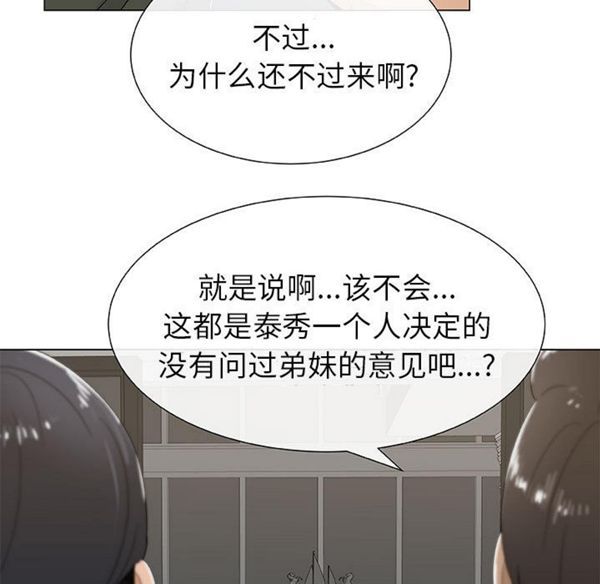 不过...
为什么还不过来啊?
就是说啊...该不会...
这都是泰秀一个人决定的
没有问过弟妹的意见吧...?